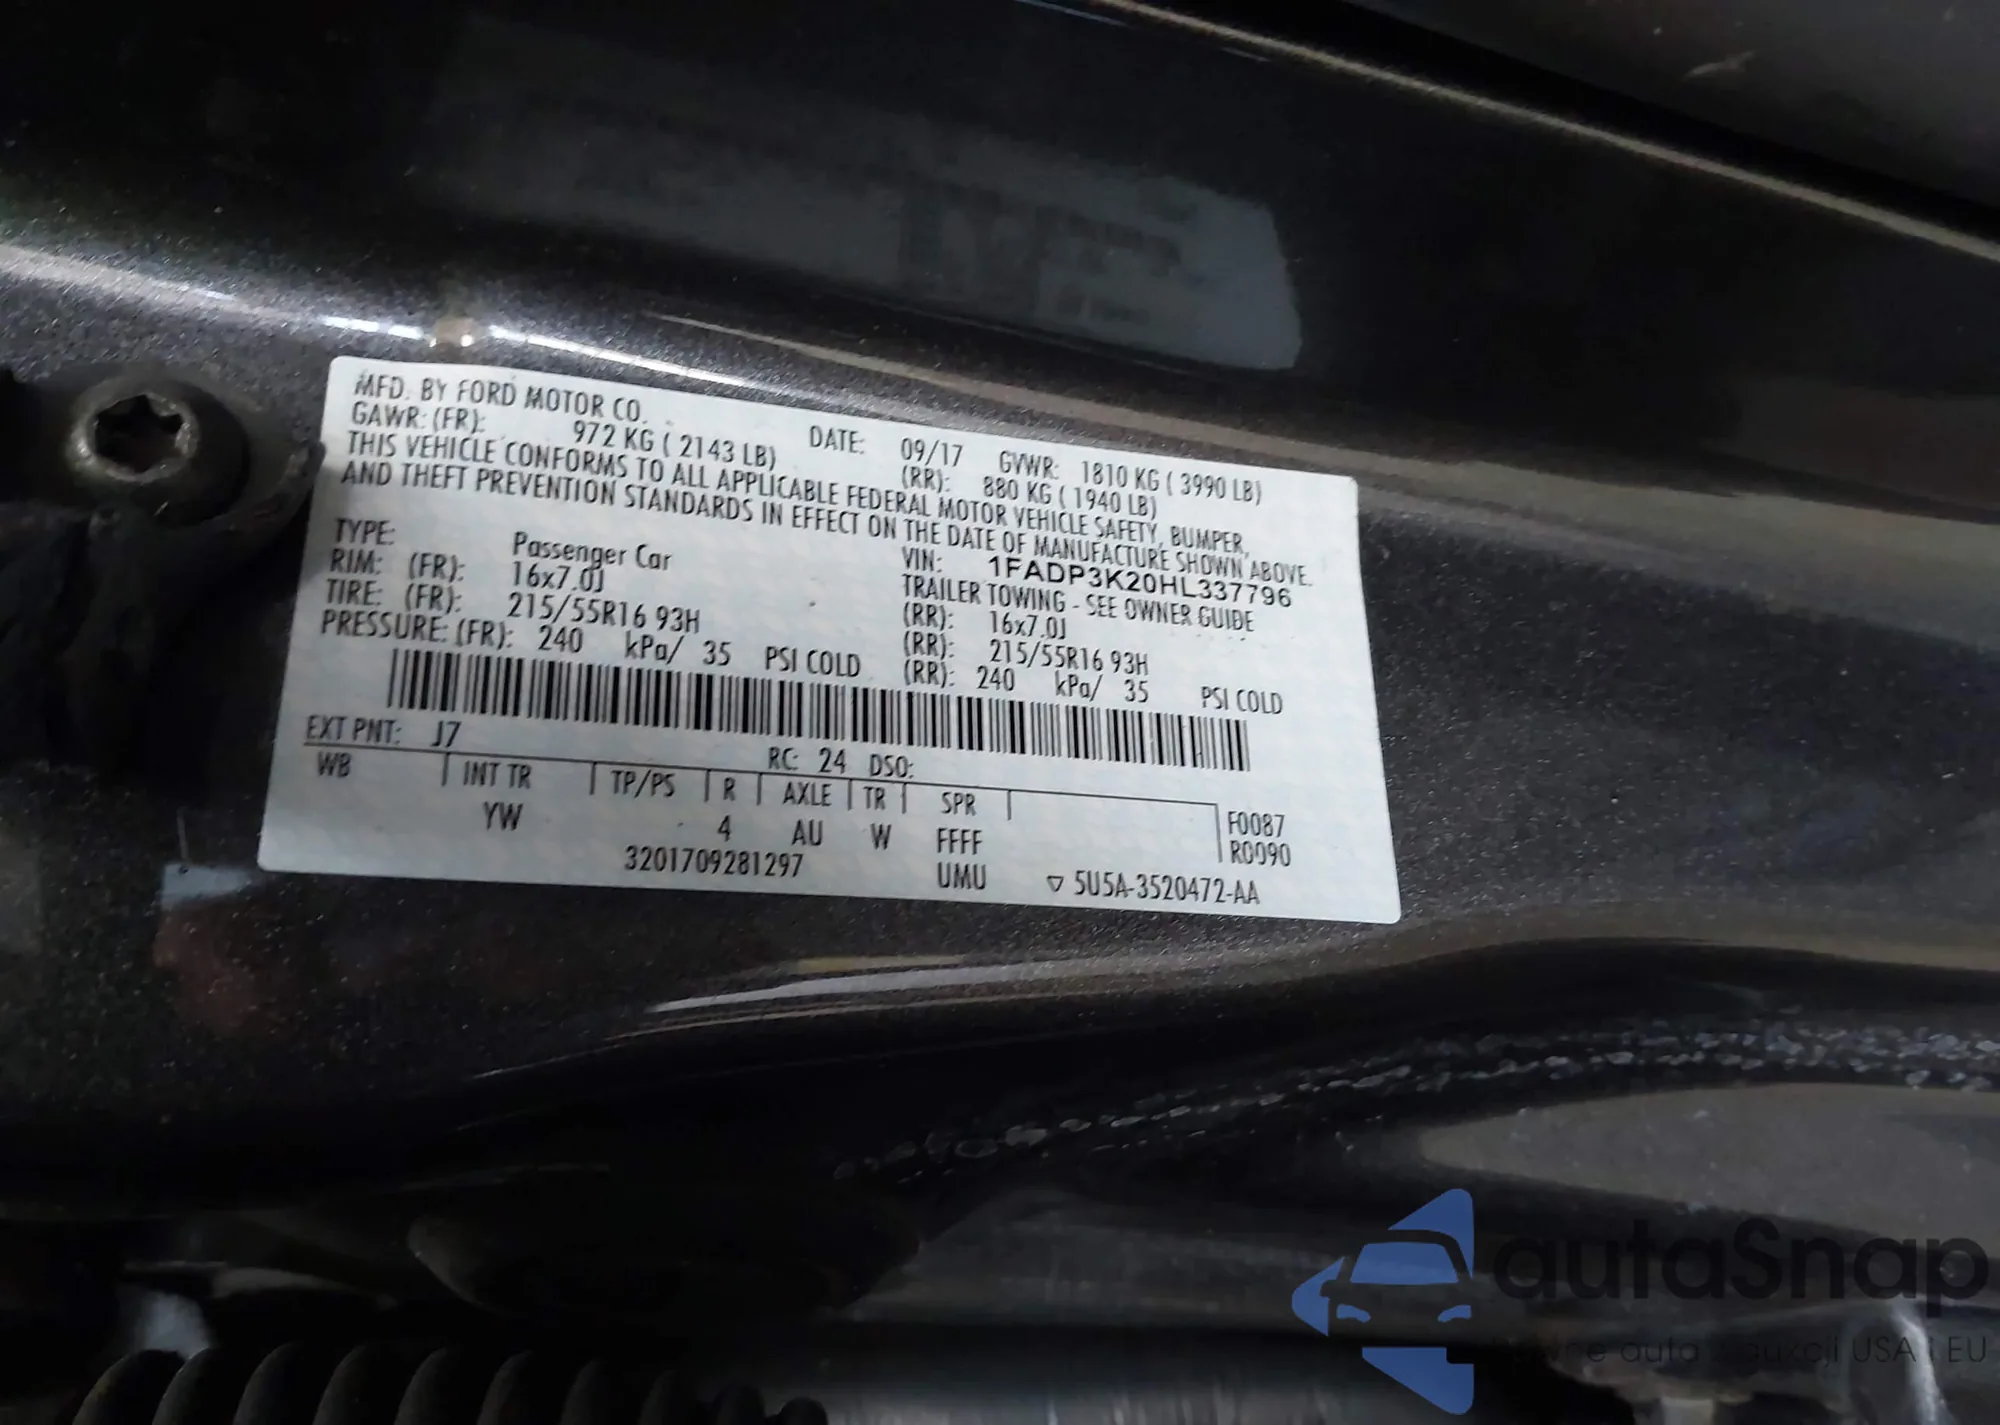 MFD. BY FORD MOTOR CO. DATE: 09/17 GVWR: 1810 KG ( 3990 LB)
GAWR: (FR): 972 KG ( 2143 LB) (RR): 880 KG ( 1940 LB)
THIS VEHICLE CONFORMS TO ALL APPLICABLE FEDERAL MOTOR VEHICLE SAFETY, BUMPER,
AND THEFT PREVENTION STANDARDS IN EFFECT ON THE DATE OF MANUFACTURE SHOWN ABOVE.
VIN: 1FADP3K20HL337796
TYPE: Passenger Car TRAILER TOWING - SEE OWNER GUIDE
RIM: (FR): 16x7.0J (RR): 16x7.0J
TIRE: (FR): 215/55R16 93H (RR): 215/55R16 93H
PRESSURE: (FR): 240 kPa/ 35 PSI COLD (RR): 240 kPa/ 35 PSI COLD
EXT PNT: J7 RC: 24 DSO:
WB INT TR TP/PS R AXLE TR SPR
YW 4 AU W FFFF
F0087
R0090
3201709281297 UMU ▽ 5U5A-3520472-AA
autaSnap
auta USA i EU